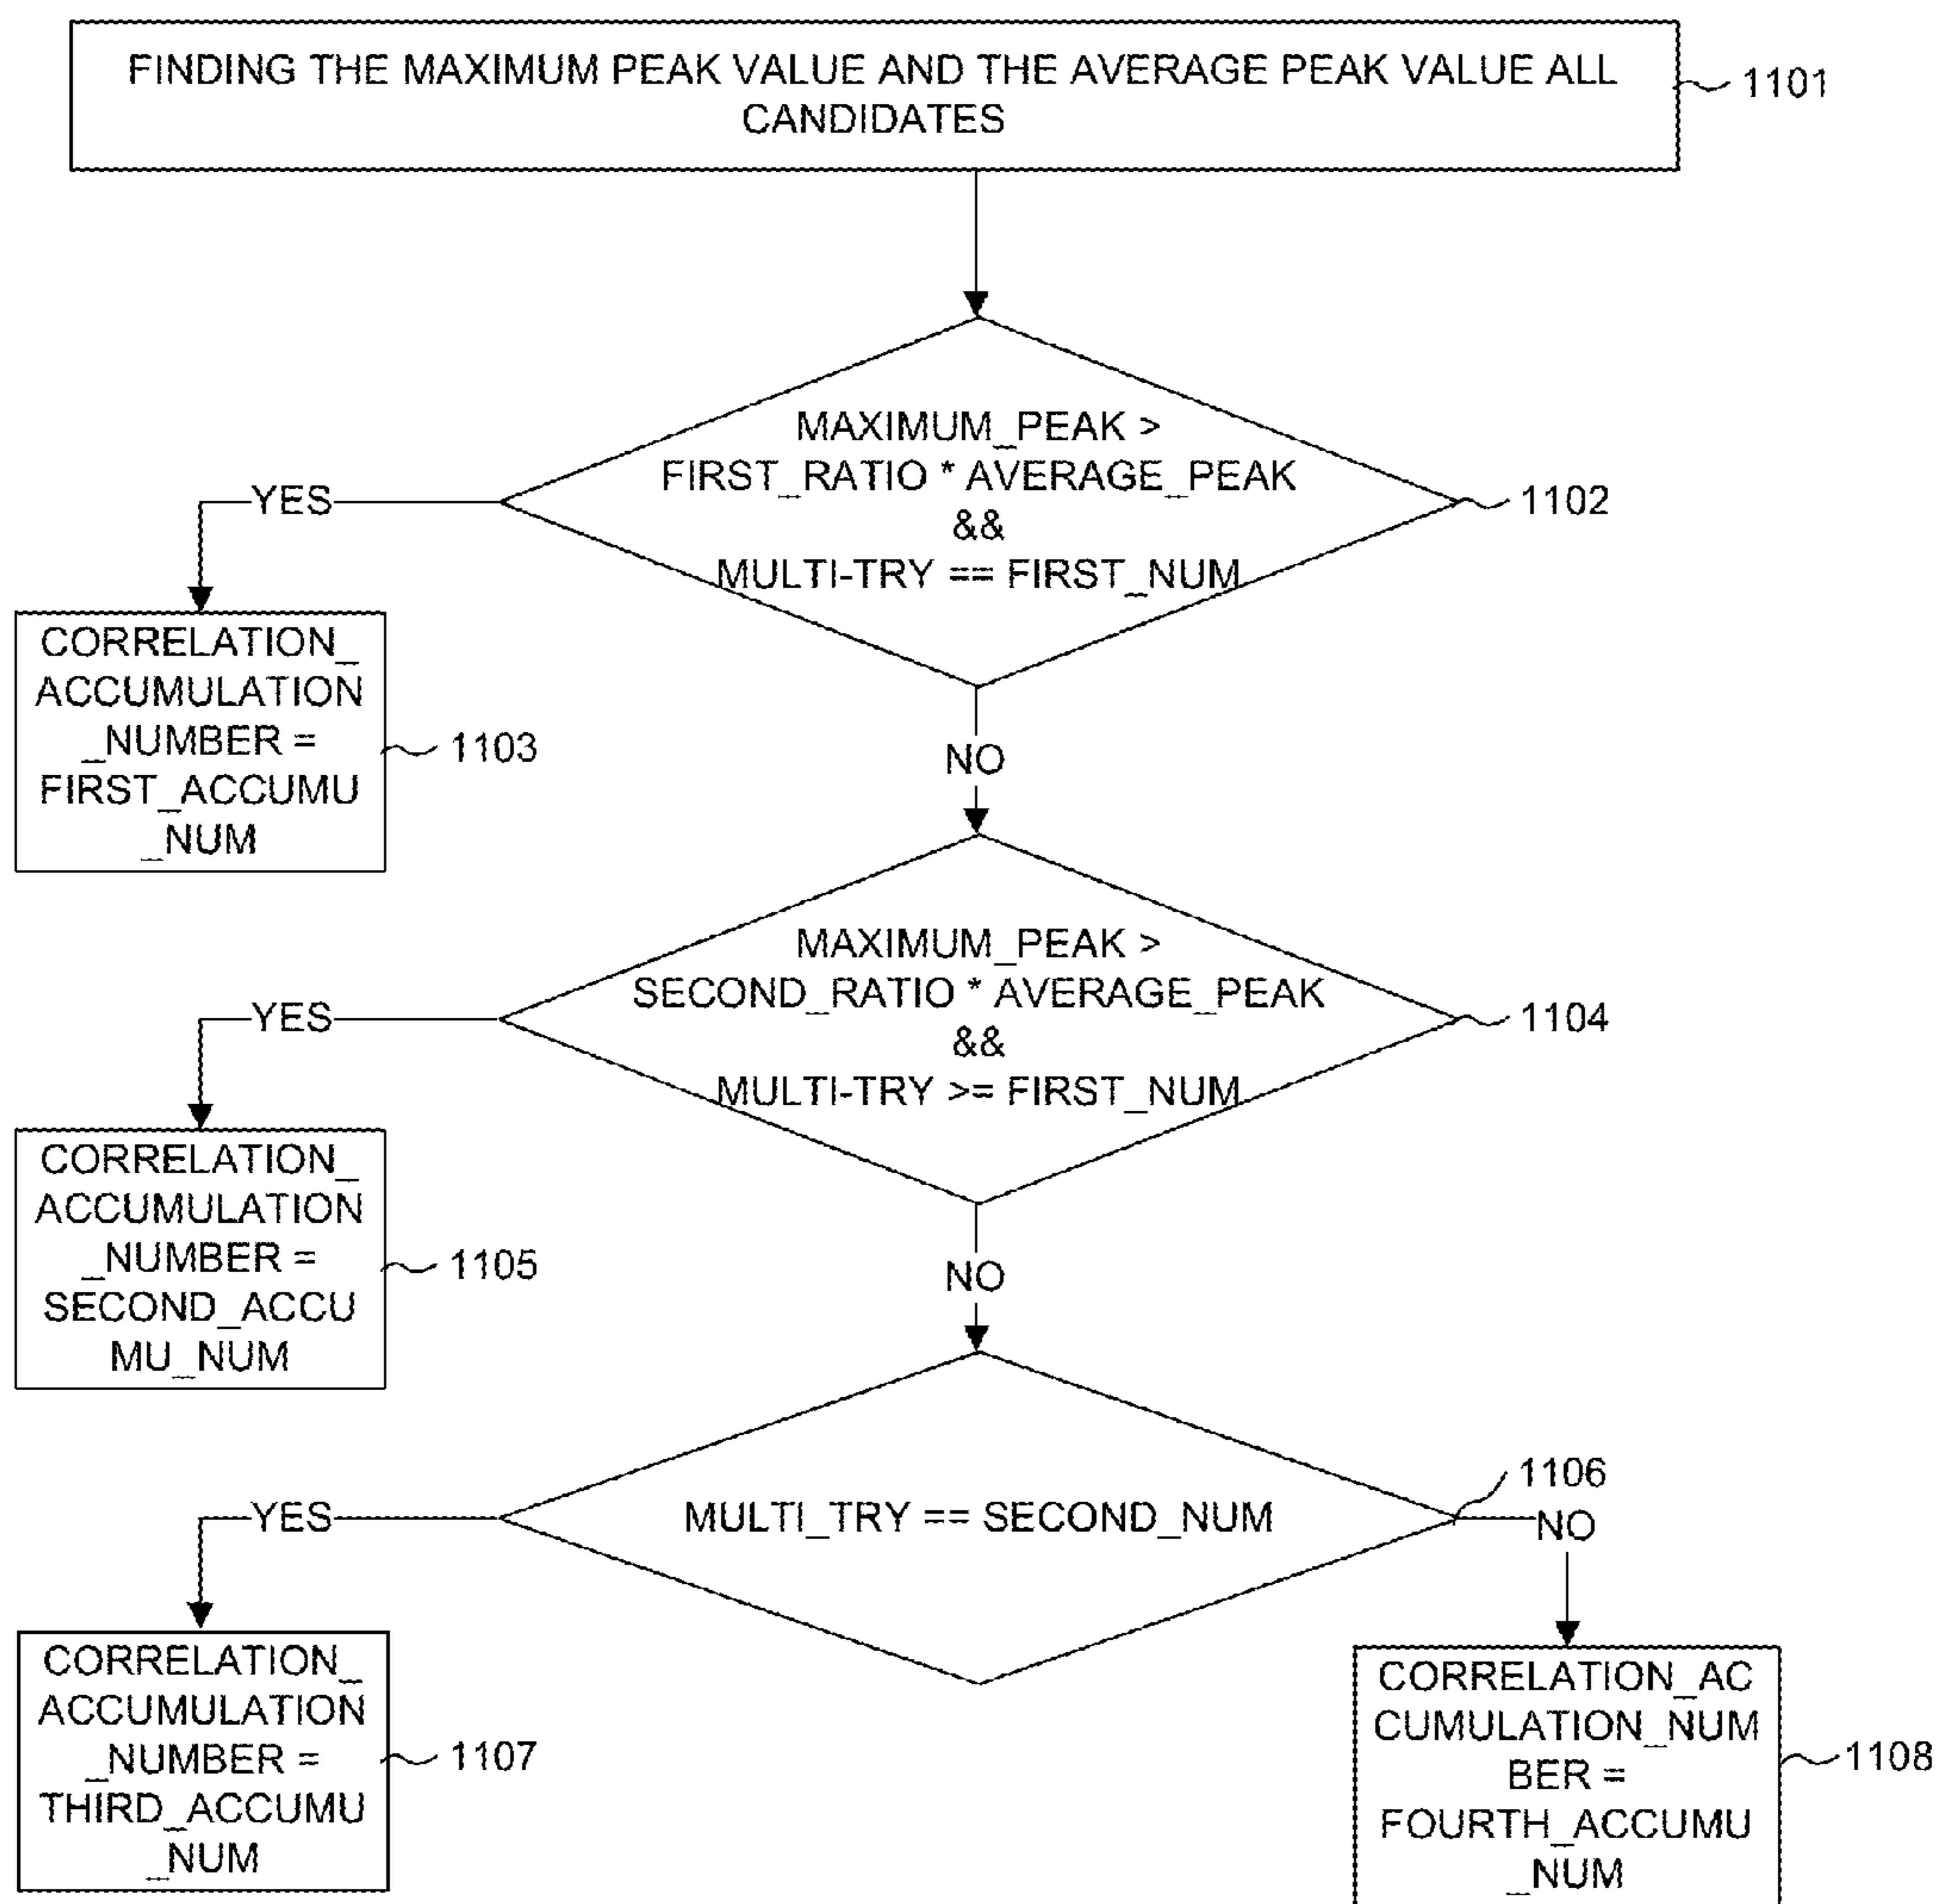 FINDING THE MAXIMUM PEAK VALUE AND THE AVERAGE PEAK VALUE ALL
CANDIDATES
1101
MAXIMUM_PEAK >
FIRST_RATIO * AVERAGE_PEAK
&&
MULTI-TRY == FIRST_NUM
1102
YES
CORRELATION_
ACCUMULATION
_NUMBER =
FIRST_ACCUMU
_NUM
1103
NO
MAXIMUM_PEAK >
SECOND_RATIO * AVERAGE_PEAK
&&
MULTI-TRY >= FIRST_NUM
1104
YES
CORRELATION_
ACCUMULATION
_NUMBER =
SECOND_ACCU
MU_NUM
1105
NO
MULTI_TRY == SECOND_NUM
1106
YES
NO
CORRELATION_
ACCUMULATION
_NUMBER =
THIRD_ACCUMU
_NUM
1107
CORRELATION_AC
CUMULATION_NUM
BER =
FOURTH_ACCUMU
_NUM
1108